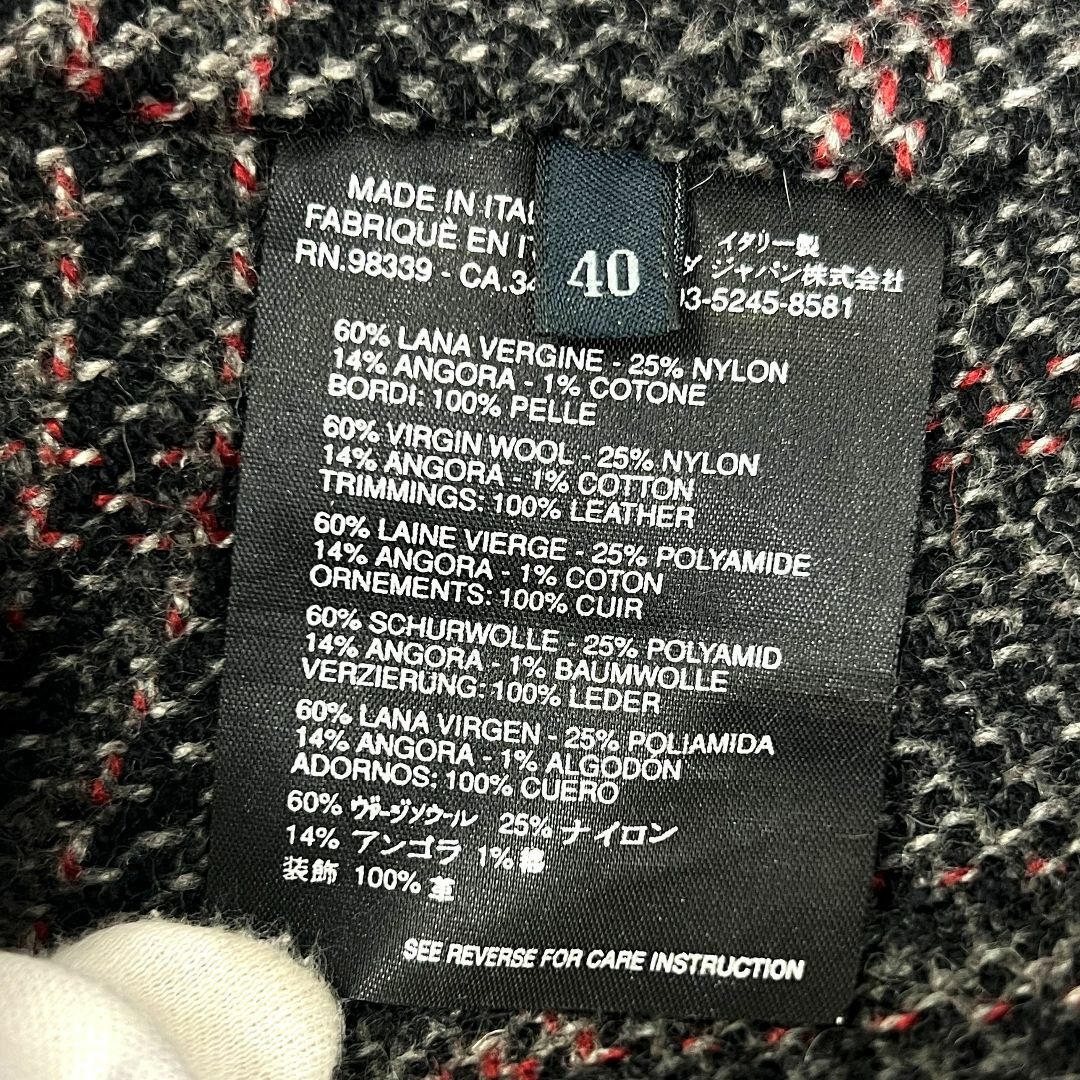 MADE IN
FABRIQUÈ EN
RN.98339 - CA.
40
イタリー製
ジャパン株式会社
03-5245-8581
60% LANA VERGINE - 25% NYLON
14% ANGORA - 1% COTONE
BORDI: 100% PELLE
60% VIRGIN WOOL - 25% NYLON
14% ANGORA - 1% COTTON
TRIMMINGS: 100% LEATHER
60% LAINE VIERGE - 25% POLYAMIDE
14% ANGORA - 1% COTON
ORNEMENTS: 100% CUIR
60% SCHURWOLLE - 25% POLYAMID
14% ANGORA - 1% BAUMWOLLE
VERZIERUNG: 100% LEDER
60% LANA VIRGEN - 25% POLIAMIDA
14% ANGORA - 1% ALGODÓN
ADORNOS: 100% CUERO
60% ヴァージンウール 25% ナイロン
14% アンゴラ 1% 綿
装飾 100% 革
SEE REVERSE FOR CARE INSTRUCTION